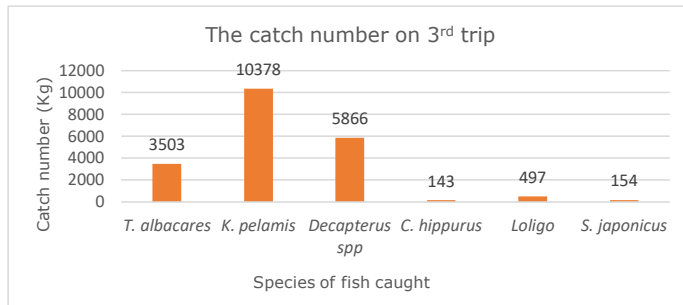 The catch number on 3rd trip
Catch number (Kg)
12000
10000
8000
6000
4000
2000
0
3503
10378
5866
143
497
154
T. albacares
K. pelamis
Decapterus
spp
C. hippurus
Loligo
S. japonicus
Species of fish caught